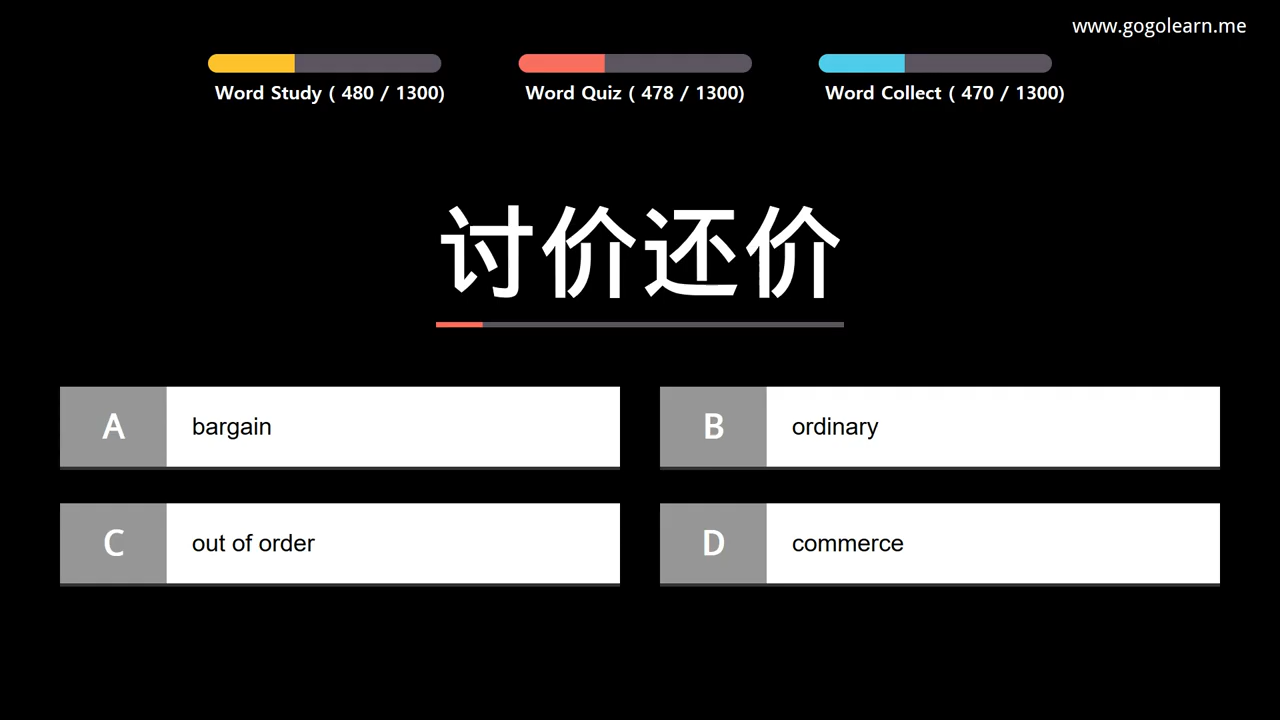 www.gogolearn.me
Word Study ( 480 / 1300)
Word Quiz ( 478 / 1300)
Word Collect ( 470 / 1300)
讨价还价
A bargain
B ordinary
C out of order
D commerce